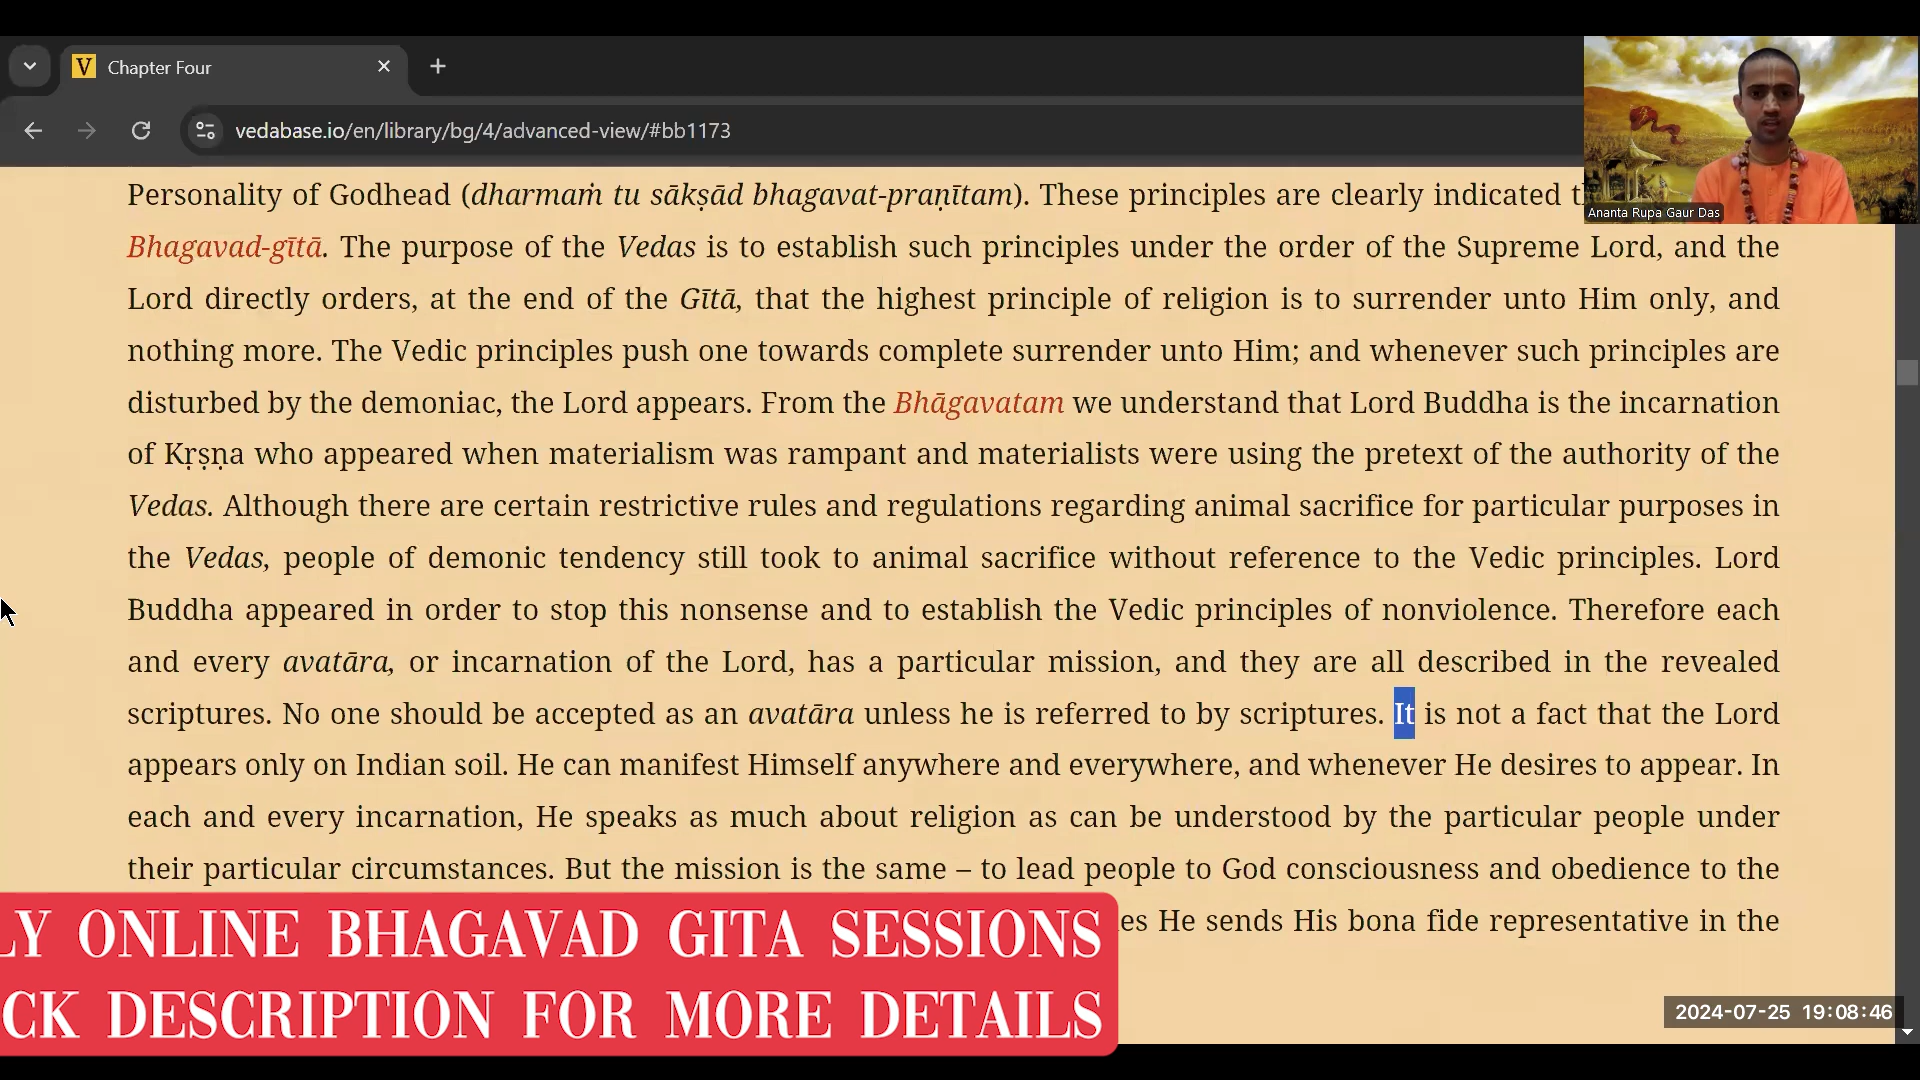 V Chapter Four
vedabase.io/en/library/bg/4/advanced-view/#bb1173
Ananta Rupa Gaur Das
Personality of Godhead (dharmaṁ tu sākṣād bhagavat-praṇītam). These principles are clearly indicated
Bhagavad-gītā. The purpose of the Vedas is to establish such principles under the order of the Supreme Lord, and the
Lord directly orders, at the end of the Gītā, that the highest principle of religion is to surrender unto Him only, and
nothing more. The Vedic principles push one towards complete surrender unto Him; and whenever such principles are
disturbed by the demoniac, the Lord appears. From the Bhāgavatam we understand that Lord Buddha is the incarnation
of Kṛṣṇa who appeared when materialism was rampant and materialists were using the pretext of the authority of the
Vedas. Although there are certain restrictive rules and regulations regarding animal sacrifice for particular purposes in
the Vedas, people of demonic tendency still took to animal sacrifice without reference to the Vedic principles. Lord
Buddha appeared in order to stop this nonsense and to establish the Vedic principles of nonviolence. Therefore each
and every avatāra, or incarnation of the Lord, has a particular mission, and they are all described in the revealed
scriptures. No one should be accepted as an avatāra unless he is referred to by scriptures. It is not a fact that the Lord
appears only on Indian soil. He can manifest Himself anywhere and everywhere, and whenever He desires to appear. In
each and every incarnation, He speaks as much about religion as can be understood by the particular people under
their particular circumstances. But the mission is the same – to lead people to God consciousness and obedience to the
es He sends His bona fide representative in the
LY ONLINE BHAGAVAD GITA SESSIONS
CK DESCRIPTION FOR MORE DETAILS
2024-07-25 19:08:46